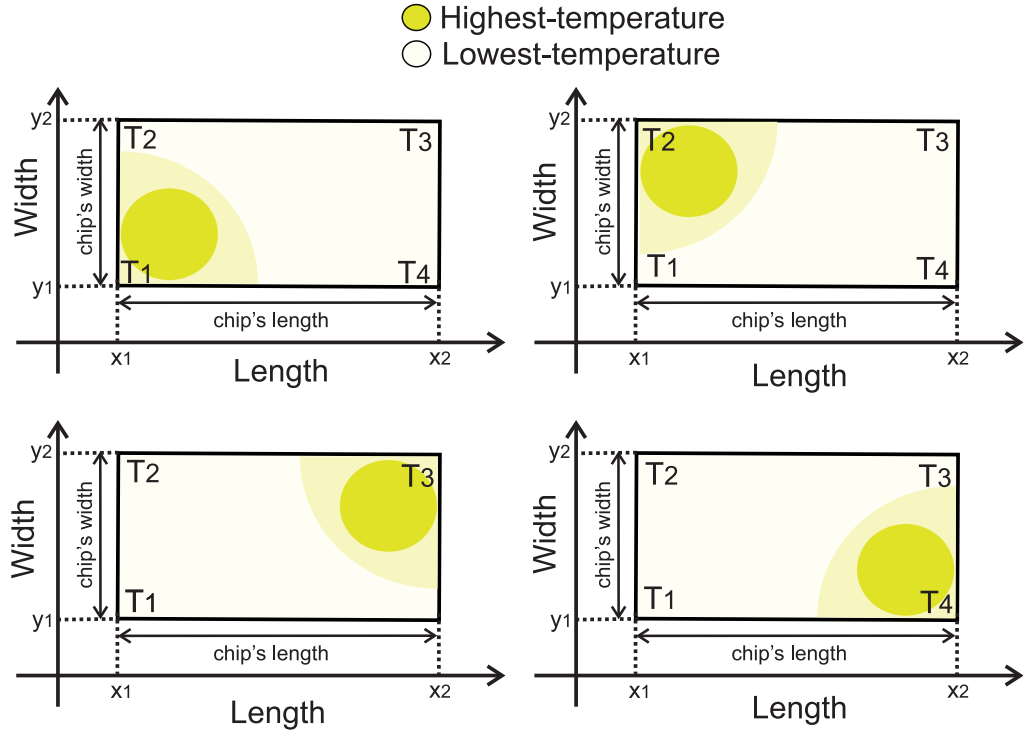 Highest-temperature
Lowest-temperature
y2
T2
T3
Width
chip's width
T1
T4
y1
chip's length
x1
x2
Length
y2
T2
T3
Width
chip's width
T1
T4
y1
chip's length
x1
x2
Length
y2
T2
T3
Width
chip's width
T1
y1
chip's length
x1
x2
Length
y2
T2
T3
Width
chip's width
T1
T4
y1
chip's length
x1
x2
Length